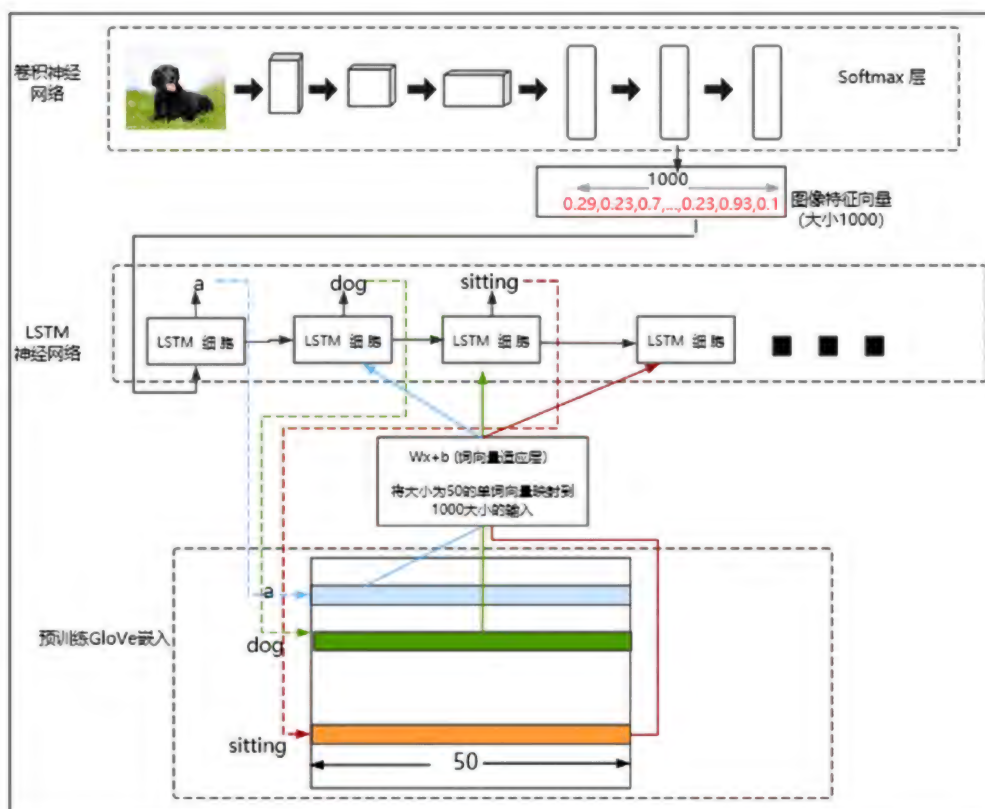 卷积神经
网络
Softmax 层
1000
0.29,0.23,0.7,...,0.23,0.93,0.1
图像特征向量
(大小1000)
a
dog
sitting
LSTM
神经网络
LSTM 细胞
LSTM 细胞
LSTM 细胞
LSTM 细胞
Wx+b (词向量适应层)
将大小为50的单词向量映射到
1000大小的输入
预训练GloVe嵌入
a
dog
sitting
50